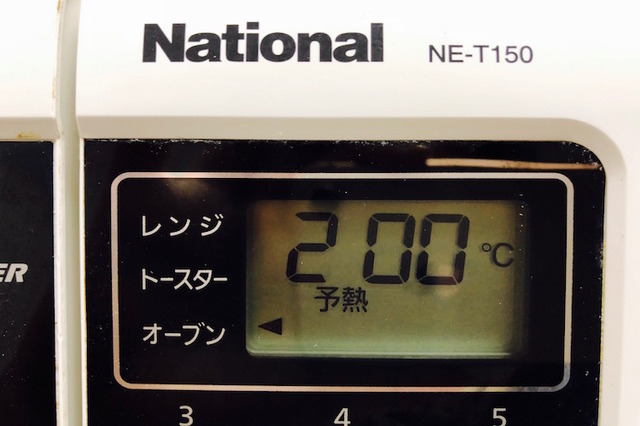 National NE-T150
レンジ
200℃
トースター
予熱
オーブン ◀
ER
3 4 5